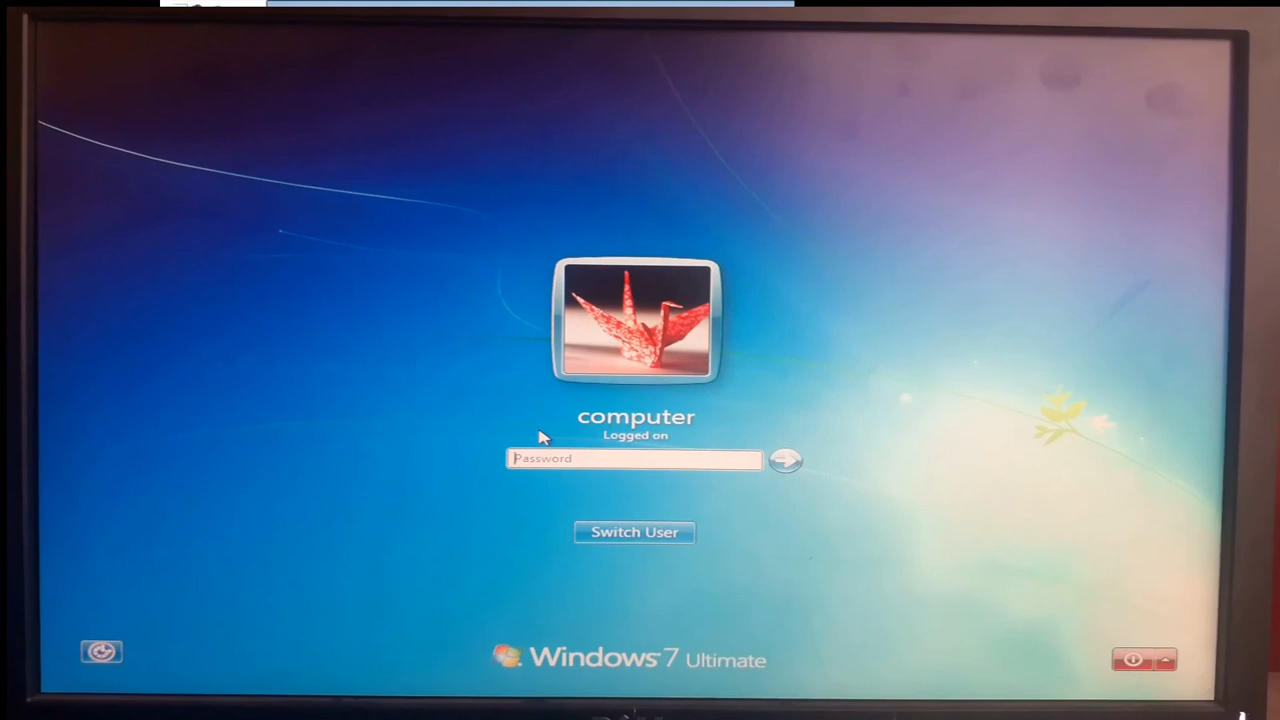 computer
Logged on
Password
Switch User
Windows 7 Ultimate